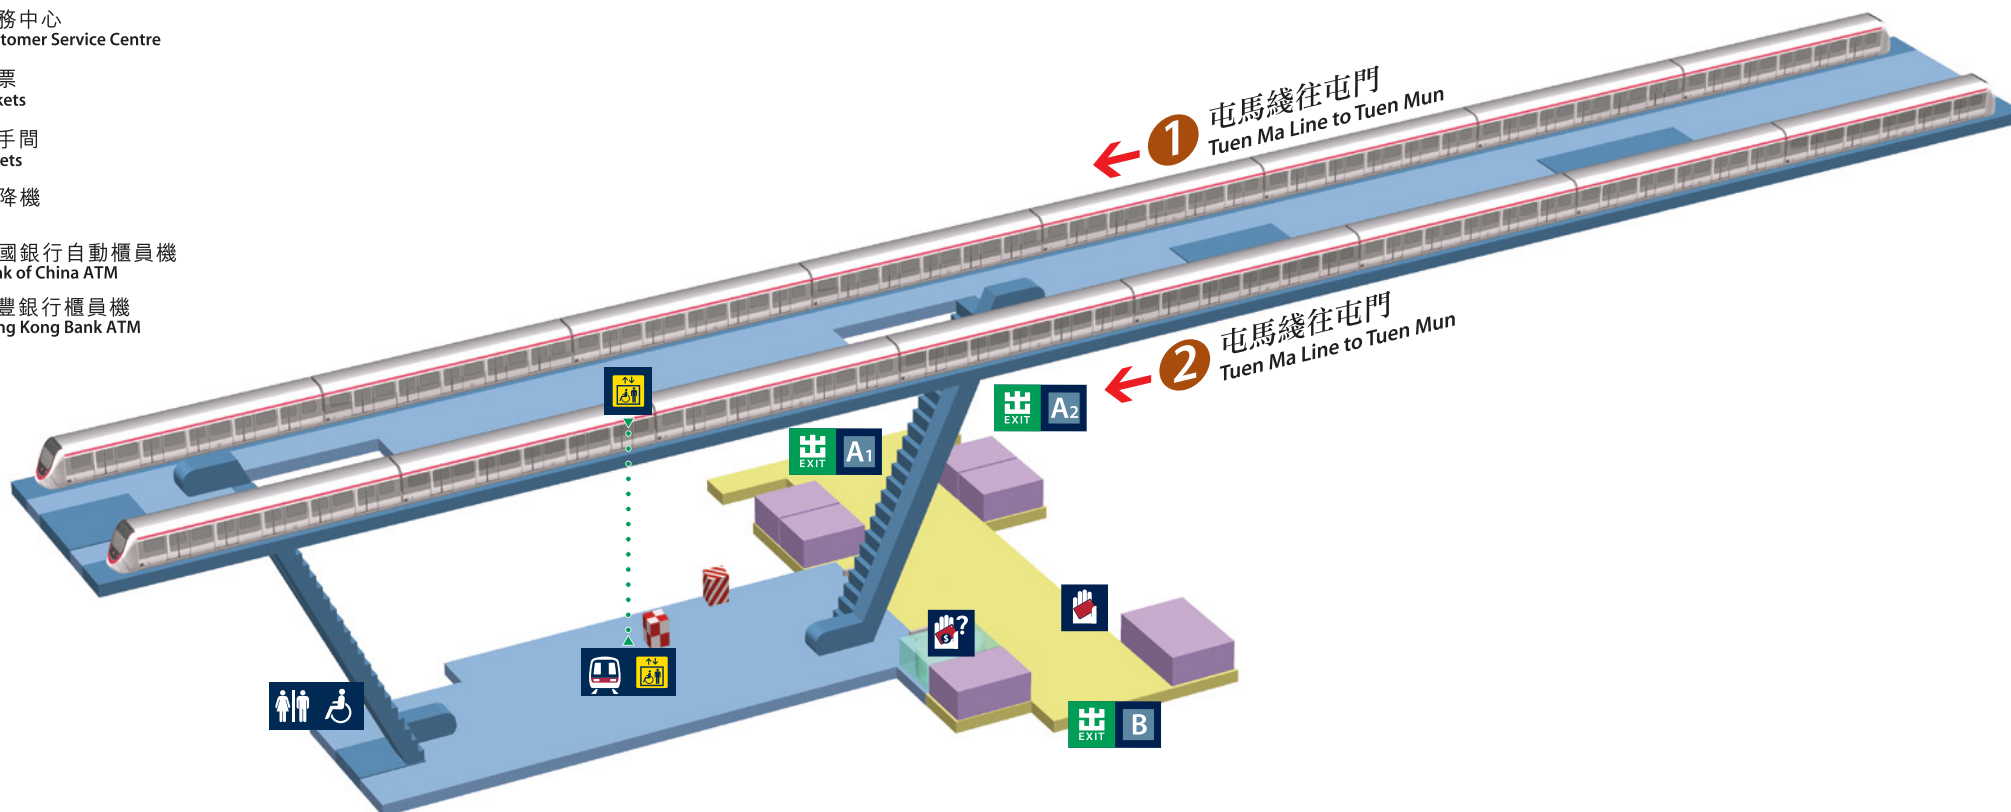 務中心
tomer Service Centre
票
kets
手間
ets
降機
國銀行自動櫃員機
nk of China ATM
豐銀行櫃員機
ng Kong Bank ATM
1 屯馬綫往屯門
Tuen Ma Line to Tuen Mun
2 屯馬綫往屯門
Tuen Ma Line to Tuen Mun
出 EXIT A2
出 EXIT A1
?
$
出 EXIT B